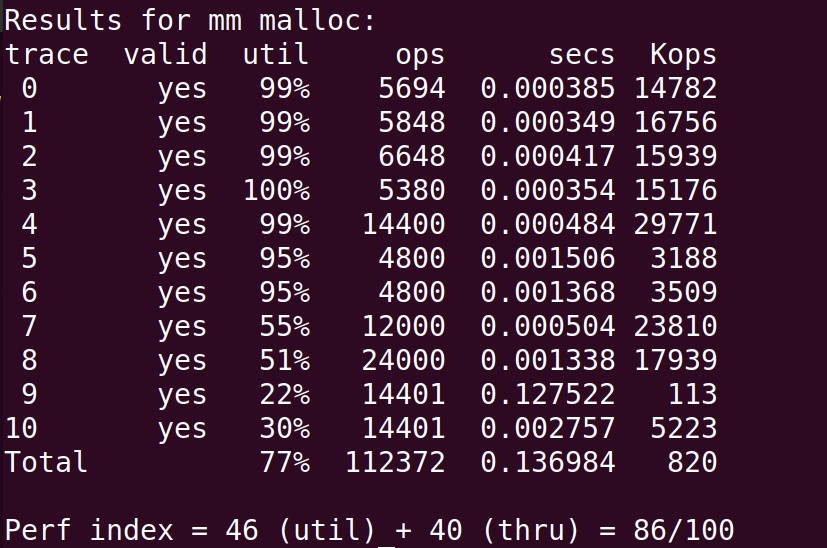 Results for mm malloc:
trace  valid  util     ops      secs  Kops
 0       yes   99%    5694  0.000385 14782
 1       yes   99%    5848  0.000349 16756
 2       yes   99%    6648  0.000417 15939
 3       yes  100%    5380  0.000354 15176
 4       yes   99%   14400  0.000484 29771
 5       yes   95%    4800  0.001506  3188
 6       yes   95%    4800  0.001368  3509
 7       yes   55%   12000  0.000504 23810
 8       yes   51%   24000  0.001338 17939
 9       yes   22%   14401  0.127522   113
10       yes   30%   14401  0.002757  5223
Total          77%  112372  0.136984   820

Perf index = 46 (util) + 40 (thru) = 86/100